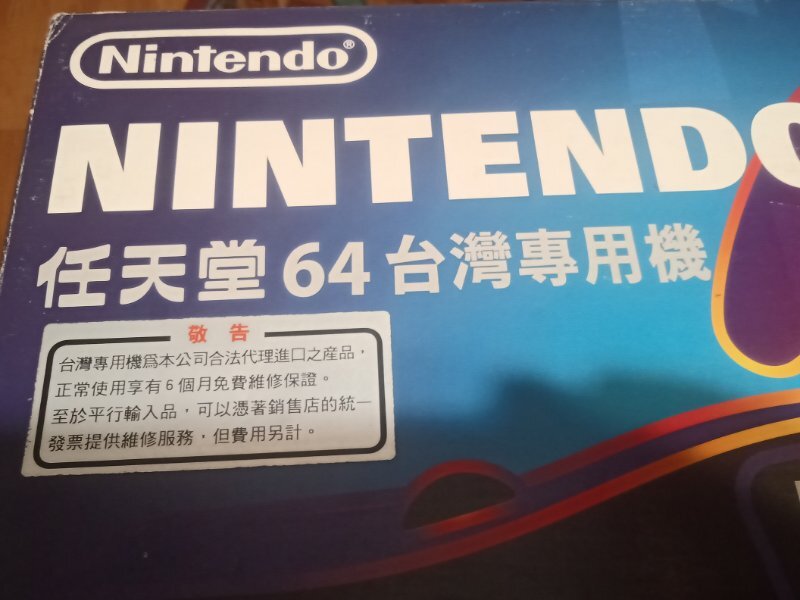 Nintendo®
NINTENDO
任天堂64台灣專用機
敬告
台灣專用機爲本公司合法代理進口之産品，
正常使用享有6個月免費維修保證。
至於平行輸入品，可以憑著銷售店的統一
發票提供維修服務，但費用另計。